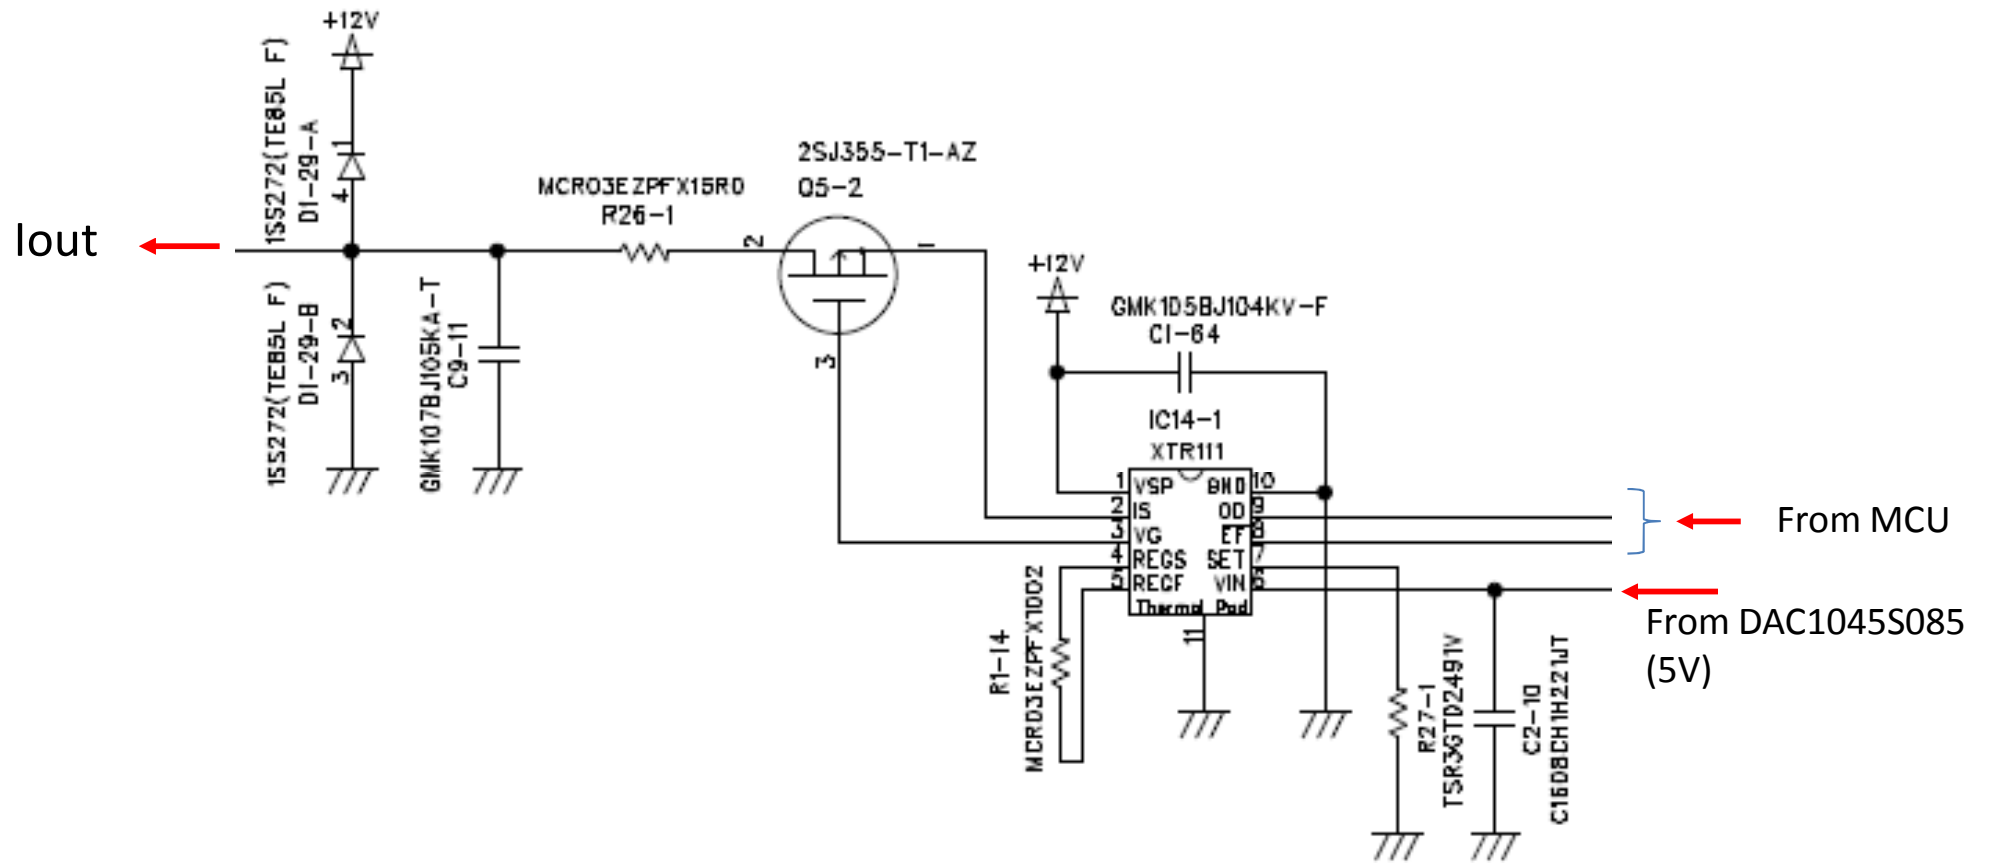 +12V
1SS272(TE85L F)
D1-29-A
1
4
Iout
1SS272(TE85L F)
D1-29-B
2
3
GMK107BJ105KA-T
C9-11
MCR03EZPFX15R0
R26-1
2SJ355-T1-AZ
Q5-2
2
1
3
+12V
GMK105BJ104KV-F
C1-64
IC14-1
XTR111
1 VSP GND 10
2 IS OD 9
3 VG EF 8
4 REGS SET 7
5 REGF VIN 6
Thermal Pad
11
R1-14
MCR03EZPFX1002
R27-1
TSR3GTD2491V
C2-10
C1608CH1H221JT
From MCU
From DAC1045S085
(5V)